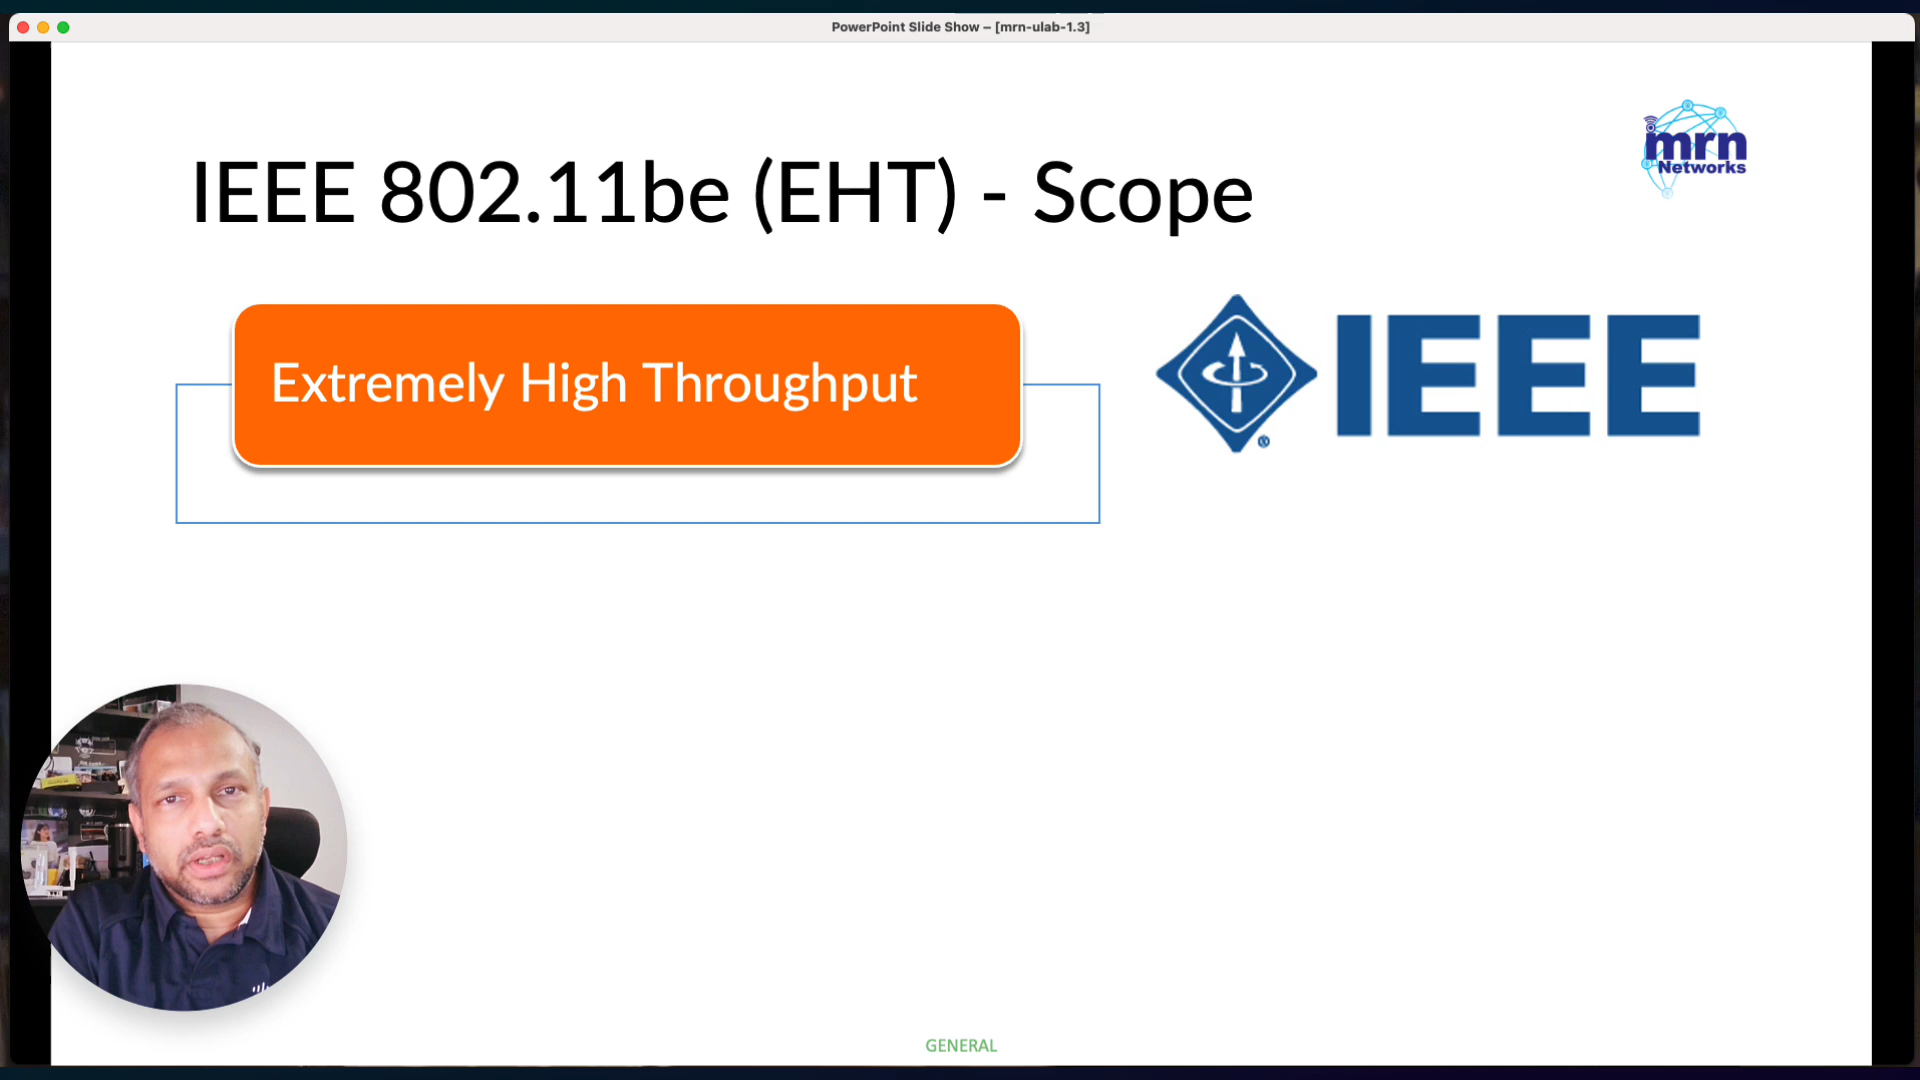 PowerPoint Slide Show – [mrn-ulab-1.3]
mrn
Networks
IEEE 802.11be (EHT) - Scope
Extremely High Throughput
IEEE
®
GENERAL